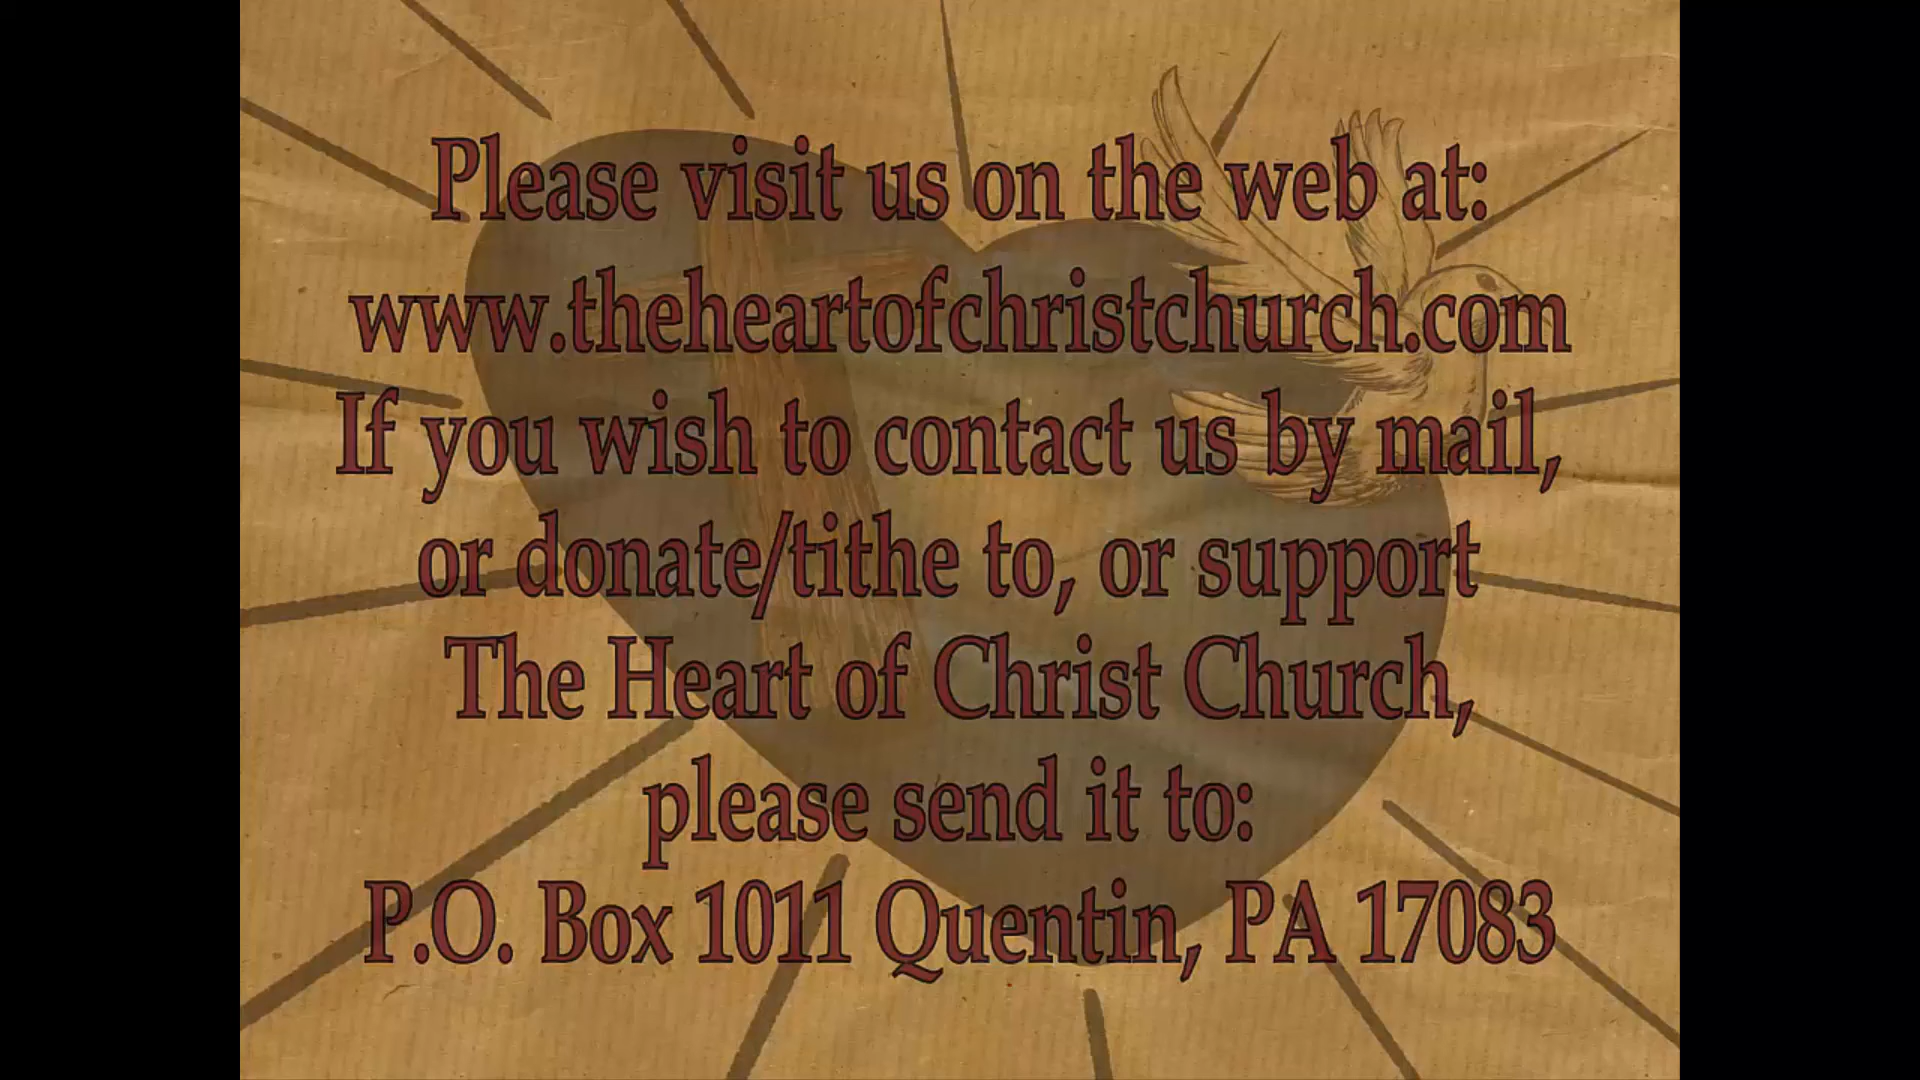 Please visit us on the web at:
www.theheartofchristchurch.com
If you wish to contact us by mail,
or donate/tithe to, or support
The Heart of Christ Church,
please send it to:
P.O. Box 1011 Quentin, PA 17083